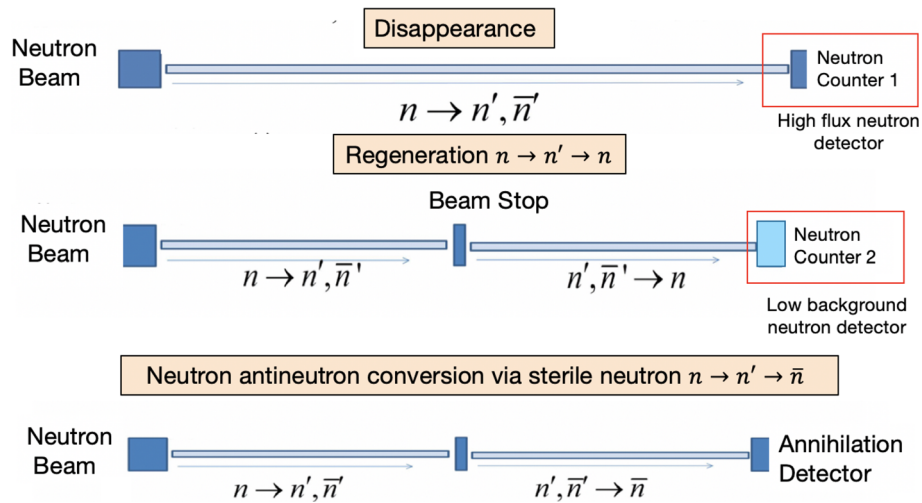 Disappearance
Neutron
Beam
Neutron
Counter 1
n → n′, n̅′
High flux neutron
detector
Regeneration n → n′ → n
Beam Stop
Neutron
Beam
Neutron
Counter 2
n → n′, n̅'
n′, n̅' → n
Low background
neutron detector
Neutron antineutron conversion via sterile neutron n → n′ → n̅
Neutron
Beam
Annihilation
Detector
n → n′, n̅′
n′, n̅′ → n̅